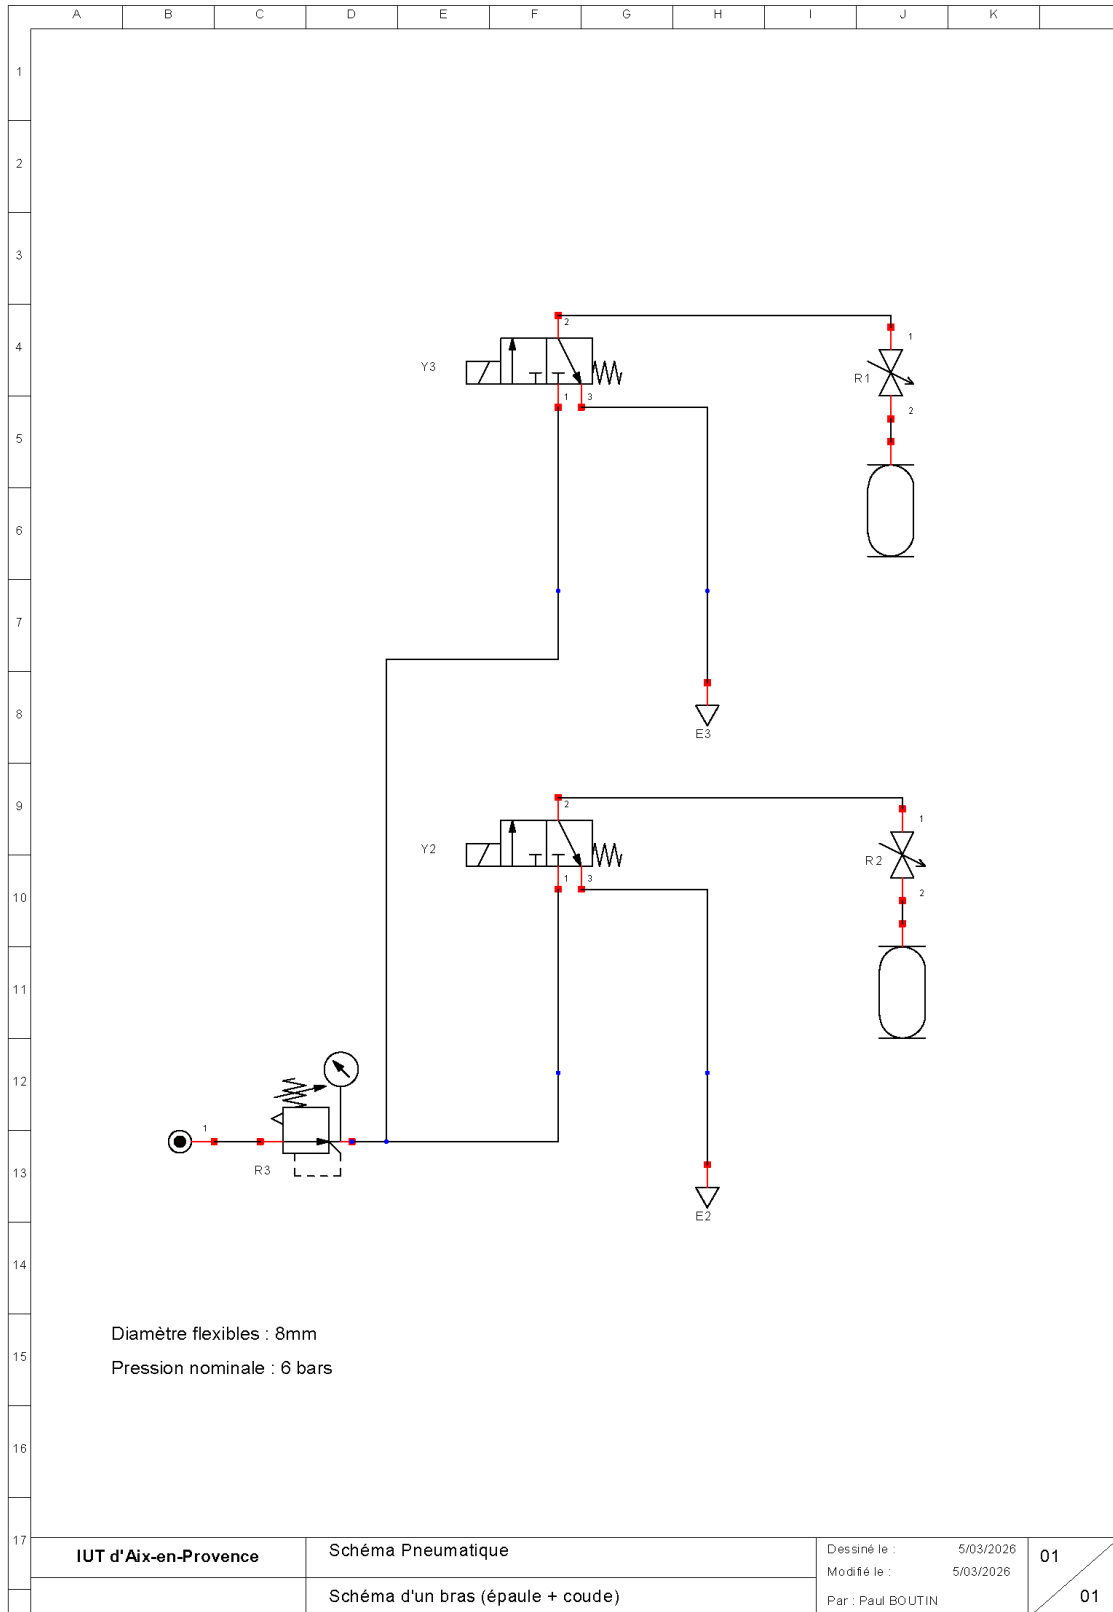 A B C D E F G H I J K
1
2
3
4
5
6
7
8
9
10
11
12
13
14
15
16
17
2
Y3
1 3
1
R1
2
E3
2
Y2
1 3
1
R2
2
1
R3
E2
Diamètre flexibles : 8mm
Pression nominale : 6 bars
IUT d'Aix-en-Provence
Schéma Pneumatique
Schéma d'un bras (épaule + coude)
Dessiné le : 5/03/2026
Modifié le : 5/03/2026
Par : Paul BOUTIN
01
01